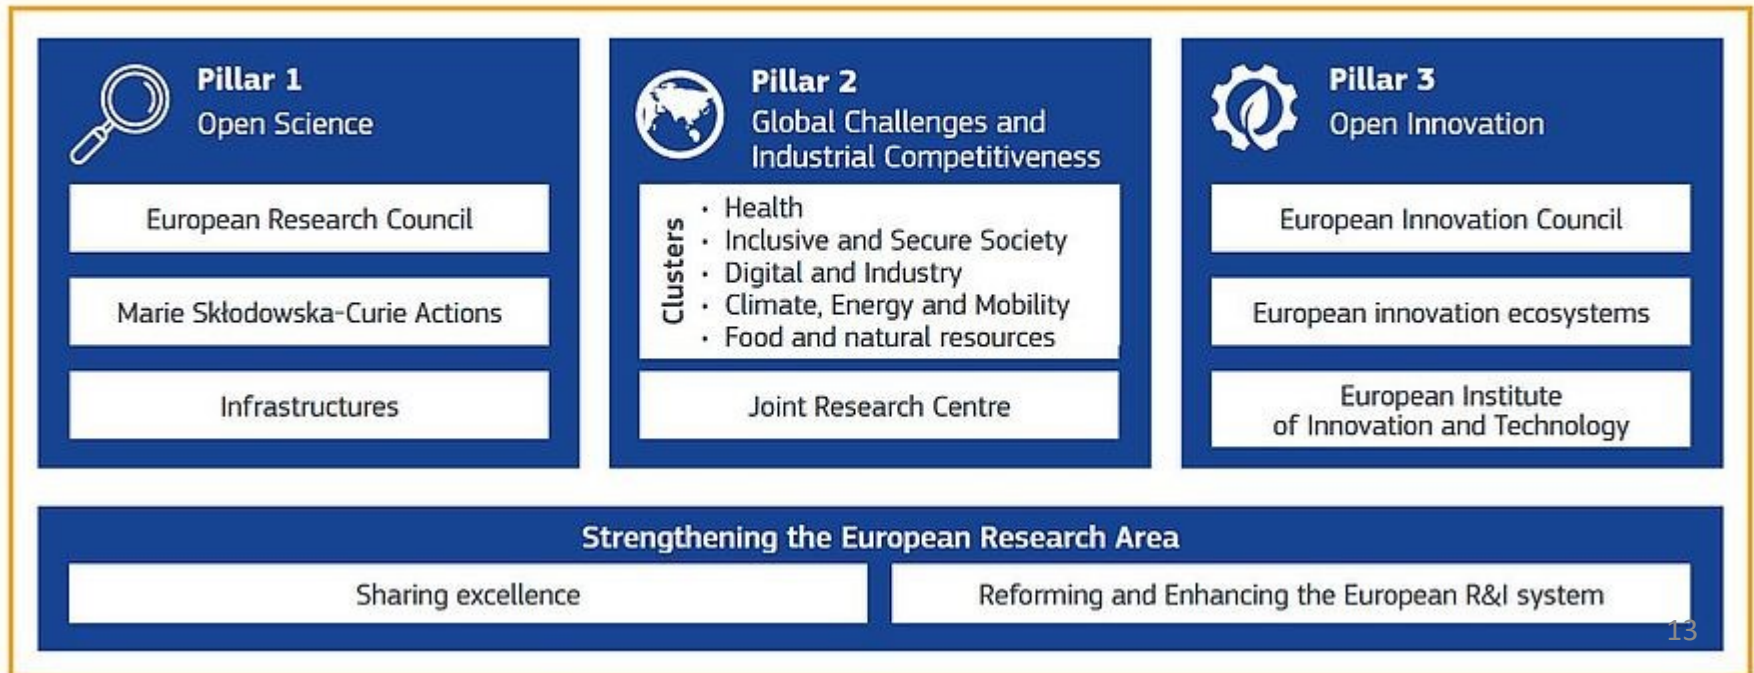 Pillar 1
Open Science
European Research Council
Marie Skłodowska-Curie Actions
Infrastructures
Pillar 2
Global Challenges and
Industrial Competitiveness
Clusters
· Health
· Inclusive and Secure Society
· Digital and Industry
· Climate, Energy and Mobility
· Food and natural resources
Joint Research Centre
Pillar 3
Open Innovation
European Innovation Council
European innovation ecosystems
European Institute
of Innovation and Technology
Strengthening the European Research Area
Sharing excellence
Reforming and Enhancing the European R&I system
13